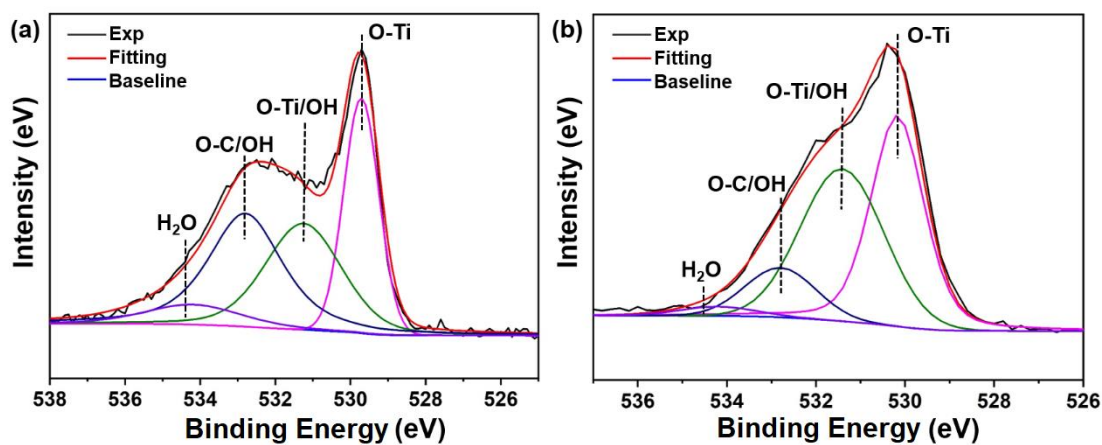 (a)
Exp
Fitting
Baseline
O-Ti
O-Ti/OH
O-C/OH
H₂O
Intensity (eV)
538 536 534 532 530 528 526
Binding Energy (eV)
(b)
Exp
Fitting
Baseline
O-Ti
O-Ti/OH
O-C/OH
H₂O
Intensity (eV)
536 534 532 530 528 526
Binding Energy (eV)